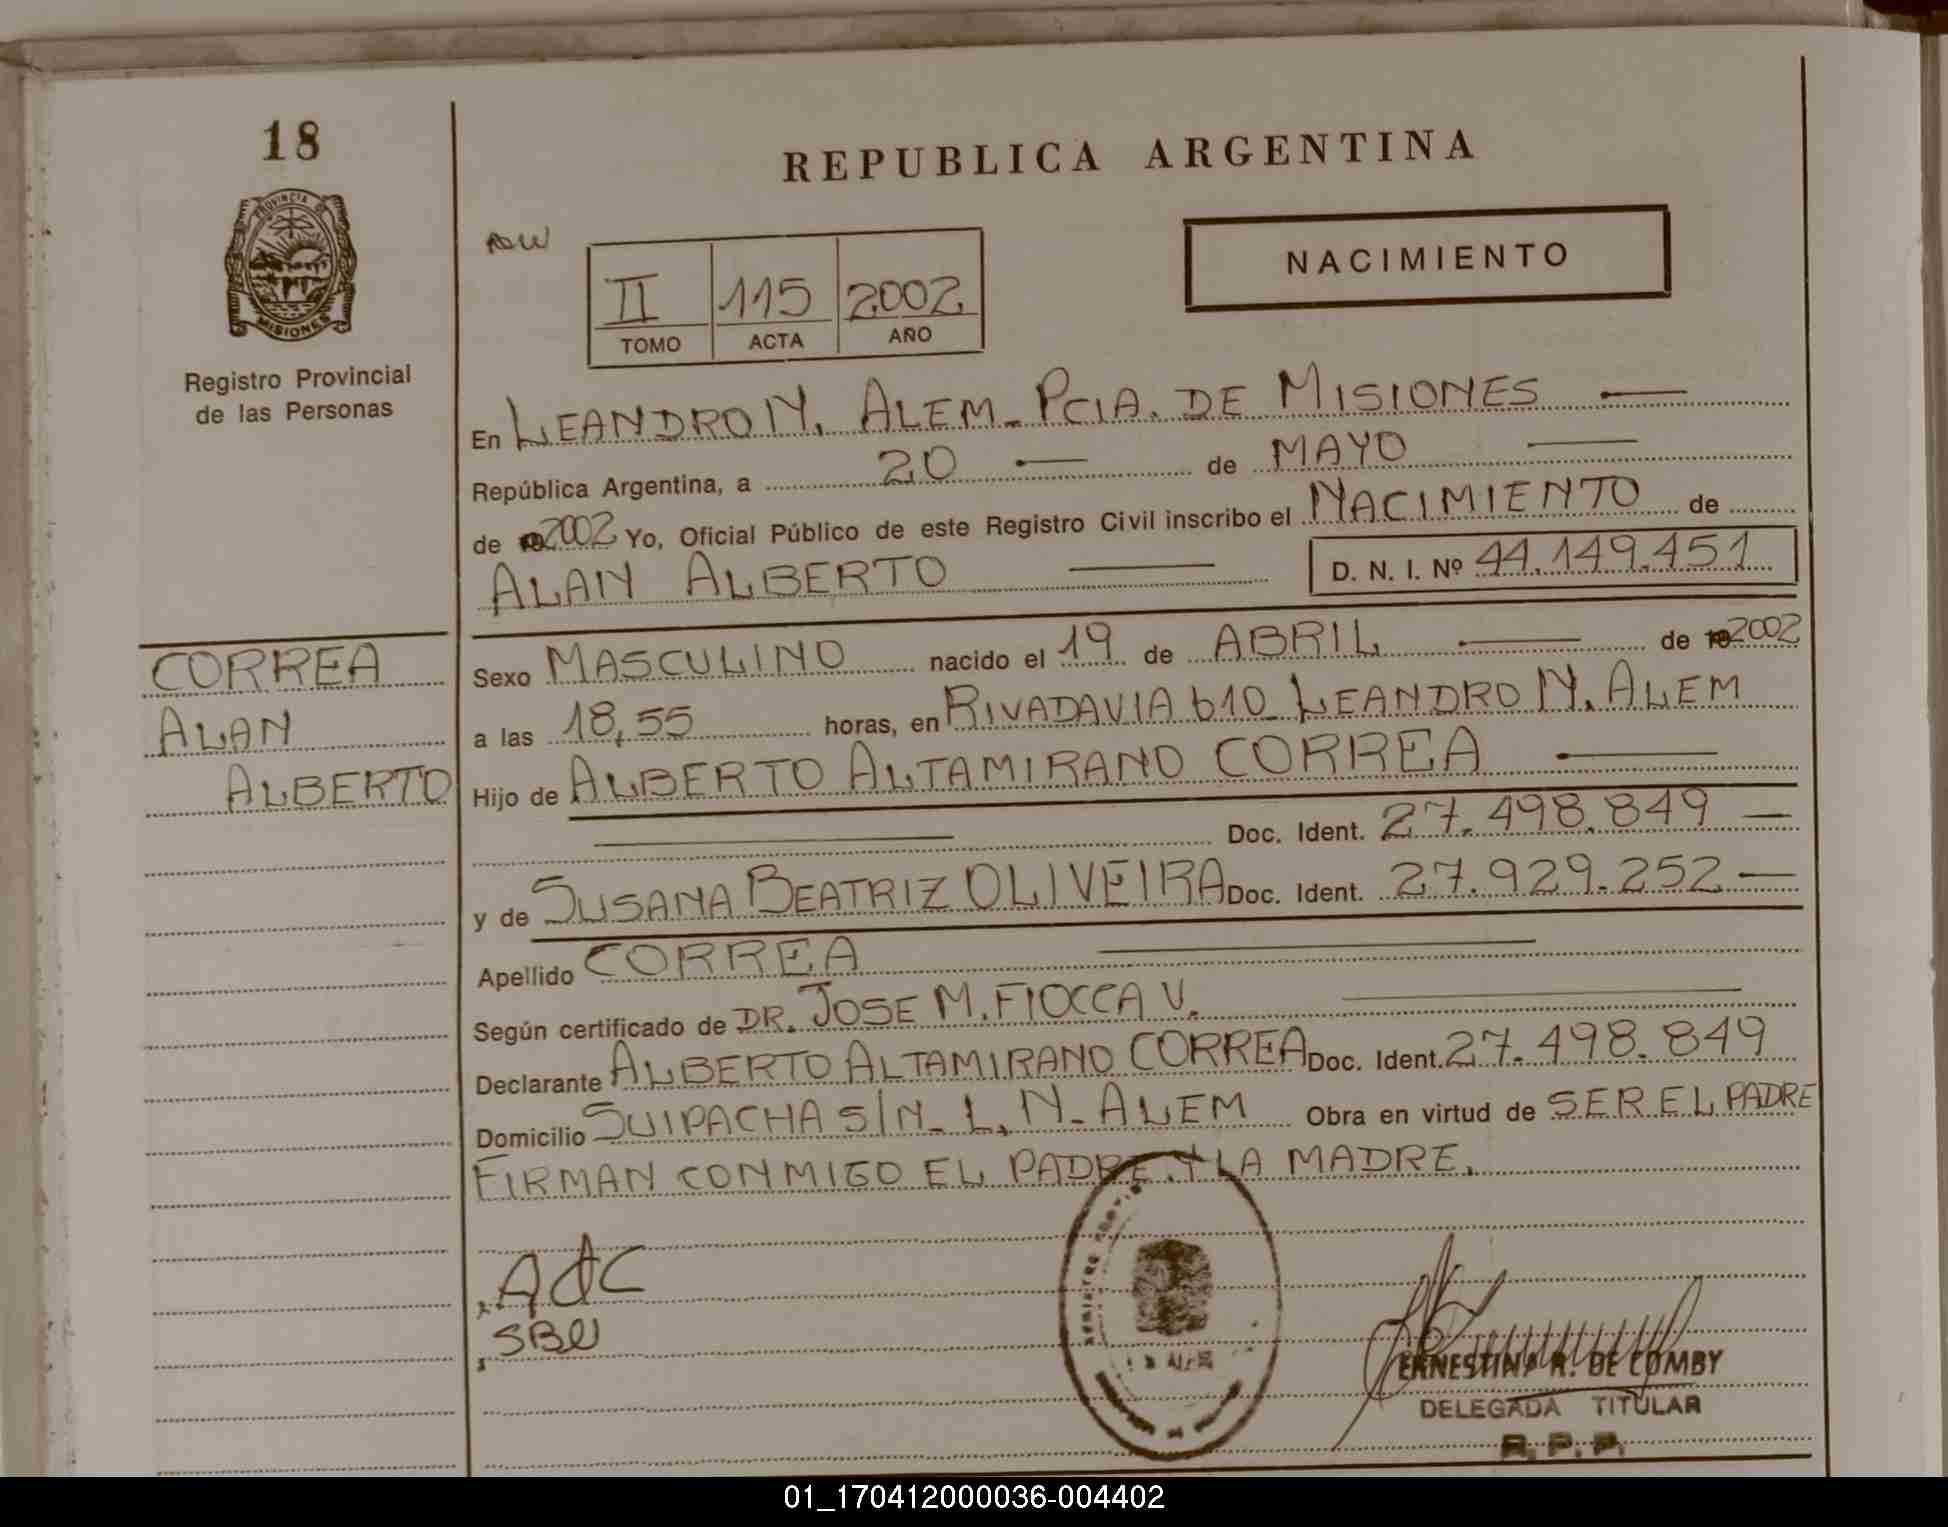 18
PROVINCIA DE
MISIONES
Registro Provincial
de las Personas
REPUBLICA ARGENTINA
NACIMIENTO
II 115 2002
TOMO ACTA AÑO
En LEANDRO N. ALEM - PCIA. DE MISIONES
República Argentina, a 20 de MAYO
de 2002 Yo, Oficial Público de este Registro Civil inscribo el NACIMIENTO de
ALAN ALBERTO D. N. I. Nº 44.149.451
CORREA
ALAN
ALBERTO
Sexo MASCULINO nacido el 19 de ABRIL de 2002
a las 18,55 horas, en RIVADAVIA 610 LEANDRO N. ALEM
Hijo de ALBERTO ALTAMIRANO CORREA
Doc. Ident. 27.498.849
y de SUSANA BEATRIZ OLIVEIRA Doc. Ident. 27.929.252
Apellido CORREA
Según certificado de DR. JOSE M. FIOCCA V.
Declarante ALBERTO ALTAMIRANO CORREA Doc. Ident. 27.498.849
Domicilio SUIPACHA S/N - L. N. ALEM Obra en virtud de SER EL PADRE
FIRMAN CONMIGO EL PADRE Y LA MADRE.
ERNESTINA R. DE COMBY
DELEGADA TITULAR
R. P. P.
01_170412000036-004402